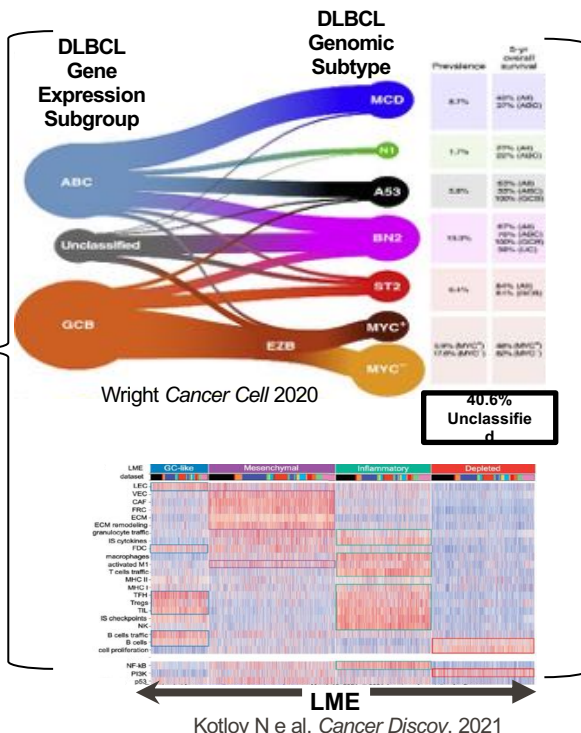 DLBCL
Gene
Expression
Subgroup
DLBCL
Genomic
Subtype
Prevalence
5-yr
overall
survival
ABC
Unclassified
GCB
EZB
MCD
N1
A53
BN2
ST2
MYC+
MYC−
1.7%
Wright Cancer Cell 2020
40.6%
Unclassifie
d
LME
dataset
GC-like
Mesenchymal
Inflammatory
Depleted
LEC
VEC
CAF
FRC
ECM
ECM remodeling
granulocyte traffic
IS cytokines
FDC
macrophages
activated M1
T cells traffic
MHC II
MHC I
TFH
Tregs
TIL
IS checkpoints
NK
B cells traffic
B cells
cell proliferation
NF-kB
PI3K
p53
LME
Kotlov N e al. Cancer Discov. 2021